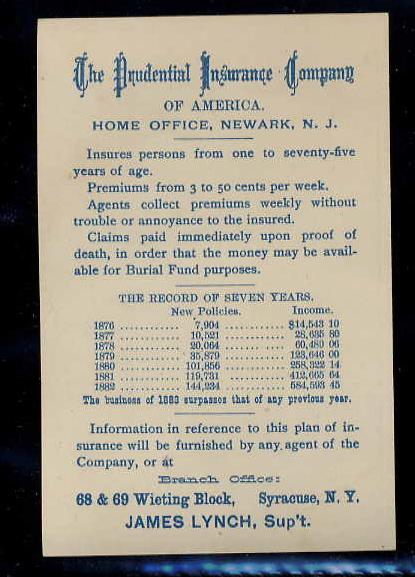 The Prudential Insurance Company
OF AMERICA.
HOME OFFICE, NEWARK, N. J.
Insures persons from one to seventy-five
years of age.
Premiums from 3 to 50 cents per week.
Agents collect premiums weekly without
trouble or annoyance to the insured.
Claims paid immediately upon proof of
death, in order that the money may be avail-
able for Burial Fund purposes.
THE RECORD OF SEVEN YEARS.
New Policies. Income.
1876 ............ 7,904 ............ $14,543 10
1877 ............ 10,521 ............ 28,635 80
1878 ............ 20,064 ............ 60,480 06
1879 ............ 35,879 ............ 123,646 00
1880 ............ 101,856 ............ 258,322 14
1881 ............ 119,731 ............ 412,665 64
1882 ............ 144,234 ............ 584,593 45
The business of 1883 surpasses that of any previous year.
Information in reference to this plan of in-
surance will be furnished by any agent of the
Company, or at
Branch Office:
68 & 69 Wieting Block, Syracuse, N. Y.
JAMES LYNCH, Sup't.